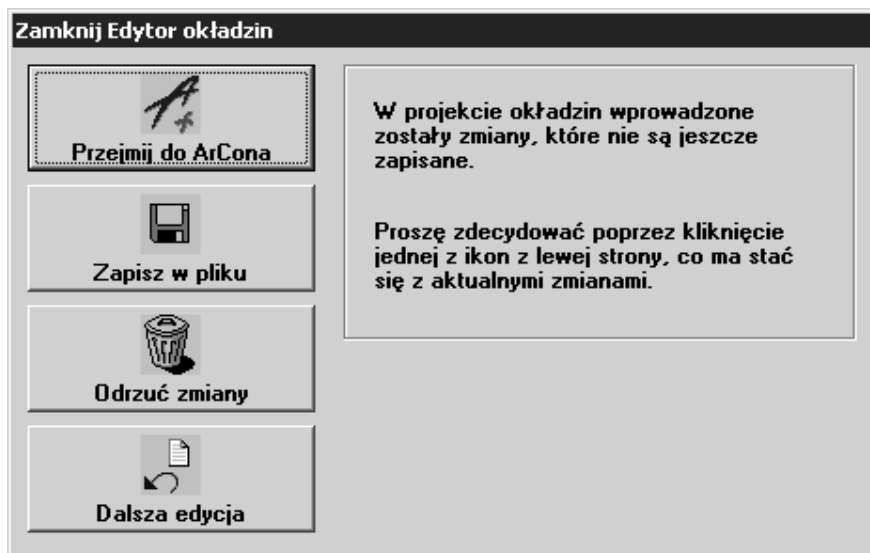 Zamknij Edytor okładzin
Przejmij do ArCona
Zapisz w pliku
Odrzuć zmiany
Dalsza edycja
W projekcie okładzin wprowadzone
zostały zmiany, które nie są jeszcze
zapisane.
Proszę zdecydować poprzez kliknięcie
jednej z ikon z lewej strony, co ma stać
się z aktualnymi zmianami.